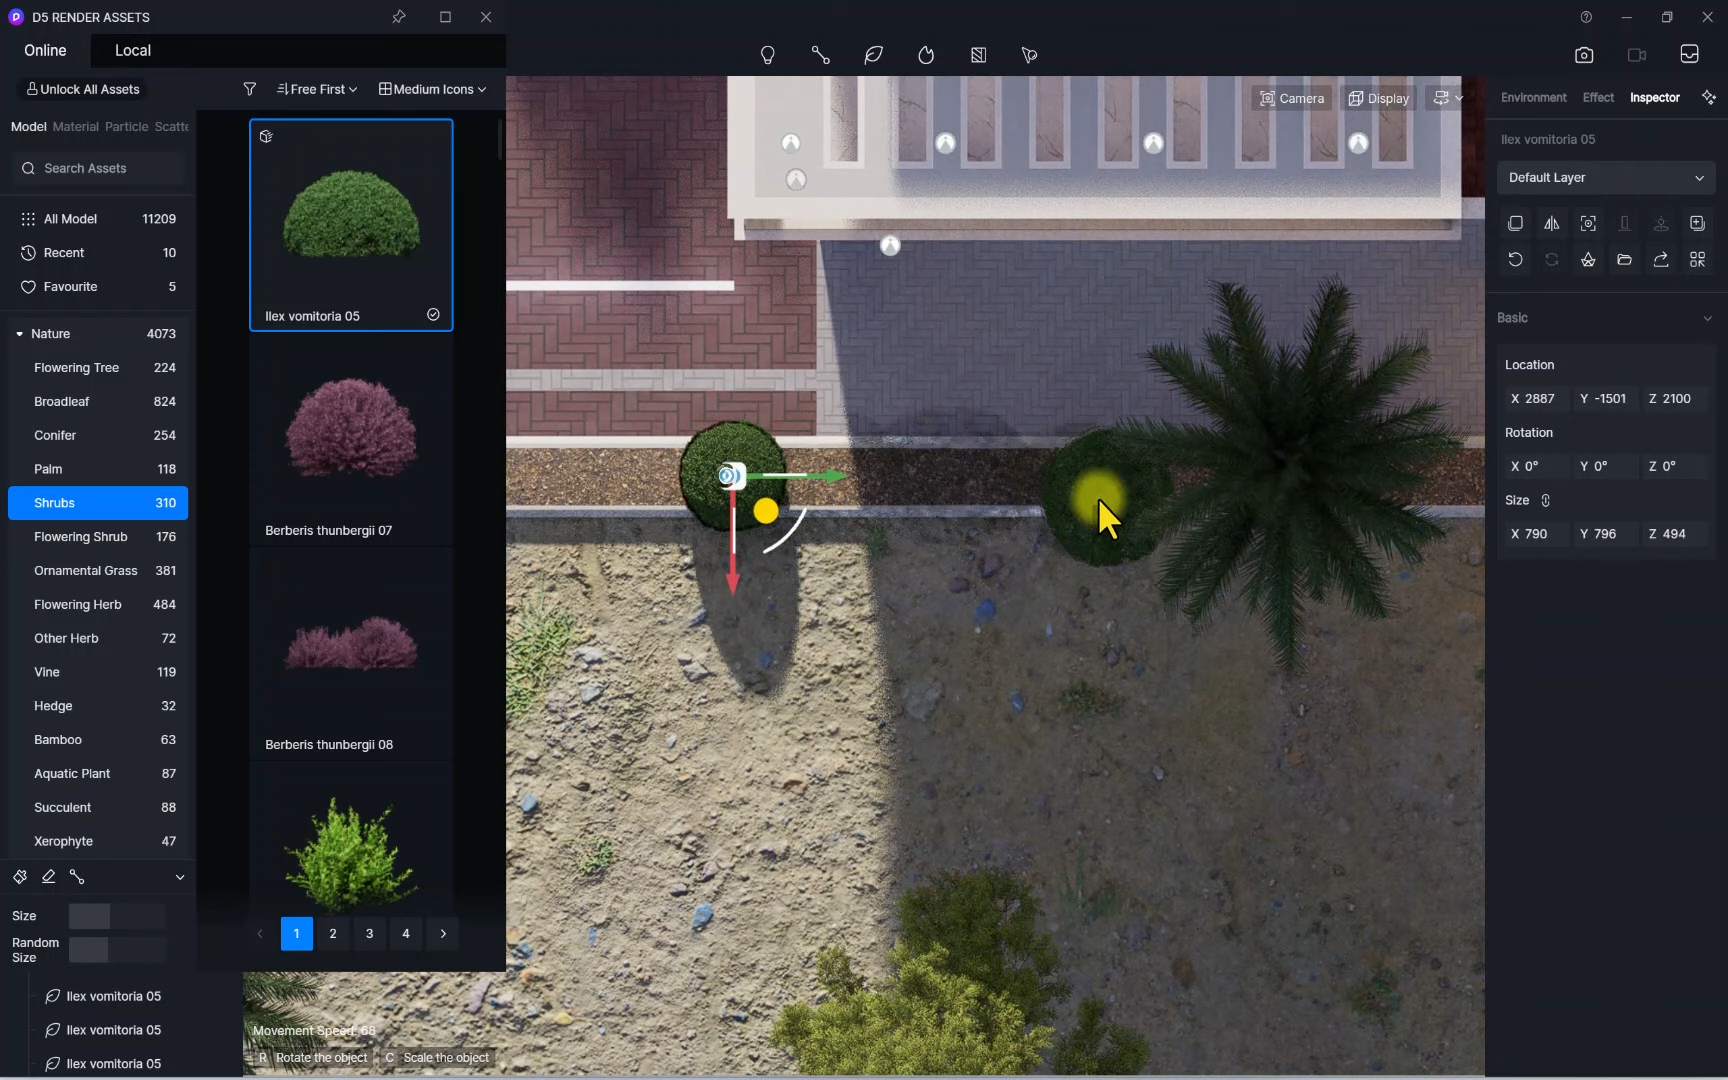 D5 RENDER ASSETS
Online
Local
Unlock All Assets
Free First
Medium Icons
Model Material Particle Scatte
Search Assets
All Model 11209
Recent 10
Favourite 5
Nature 4073
Flowering Tree 224
Broadleaf 824
Conifer 254
Palm 118
Shrubs 310
Flowering Shrub 176
Ornamental Grass 381
Flowering Herb 484
Other Herb 72
Vine 119
Hedge 32
Bamboo 63
Aquatic Plant 87
Succulent 88
Xerophyte 47
Size
Random
Size
Ilex vomitoria 05
Ilex vomitoria 05
Ilex vomitoria 05
Ilex vomitoria 05
Berberis thunbergii 07
Berberis thunbergii 08
1 2 3 4
Movement Speed: 68
R Rotate the object C Scale the object
Camera
Display
Environment Effect Inspector
Ilex vomitoria 05
Default Layer
Basic
Location
X 2887 Y -1501 Z 2100
Rotation
X 0° Y 0° Z 0°
Size
X 790 Y 796 Z 494